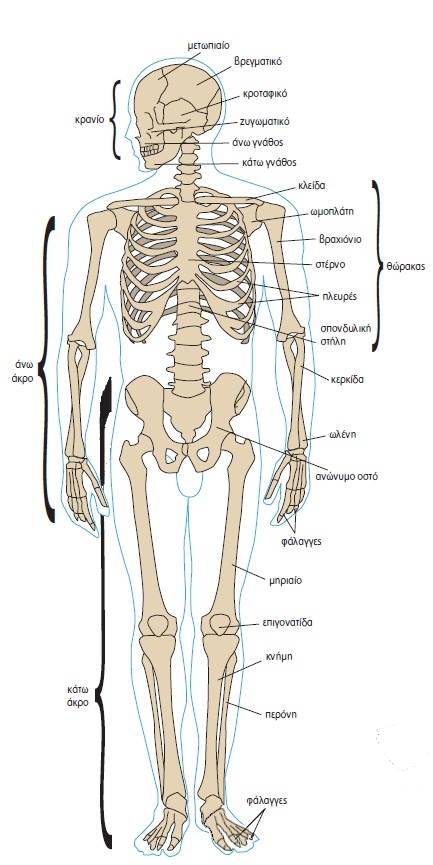 μετωπιαίο
βρεγματικό
κροταφικό
κρανίο
ζυγωματικό
άνω γνάθος
κάτω γνάθος
κλείδα
ωμοπλάτη
βραχιόνιο
στέρνο
θώρακας
πλευρές
σπονδυλική
στήλη
άνω
άκρο
κερκίδα
ωλένη
ανώνυμο οστό
φάλαγγες
μηριαίο
επιγονατίδα
κνήμη
κάτω
άκρο
περόνη
φάλαγγες